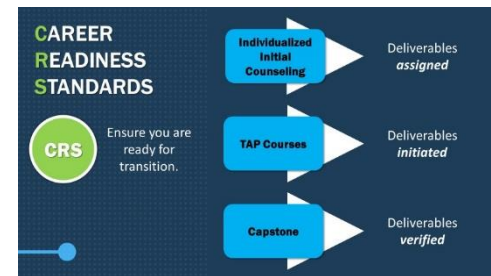 CAREER
READINESS
STANDARDS
CRS
Ensure you are
ready for
transition.
Individualized
Initial
Counseling
Deliverables
assigned
TAP Courses
Deliverables
initiated
Capstone
Deliverables
verified